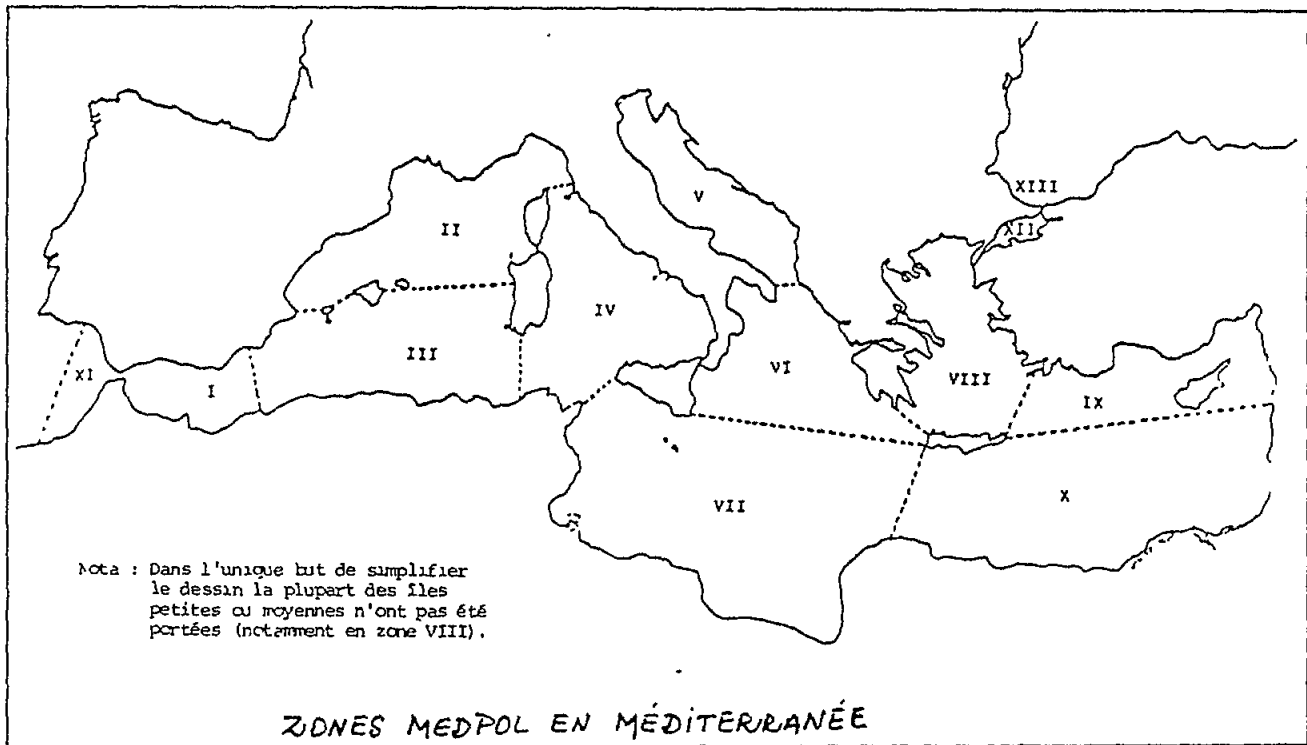 XIII
V
XII
II
IV
III
VI
XI
I
VIII
IX
X
VII
Nota : Dans l'unique but de simplifier
le dessin la plupart des îles
petites ou moyennes n'ont pas été
portées (notamment en zone VIII).
ZONES MEDPOL EN MÉDITERRANÉE